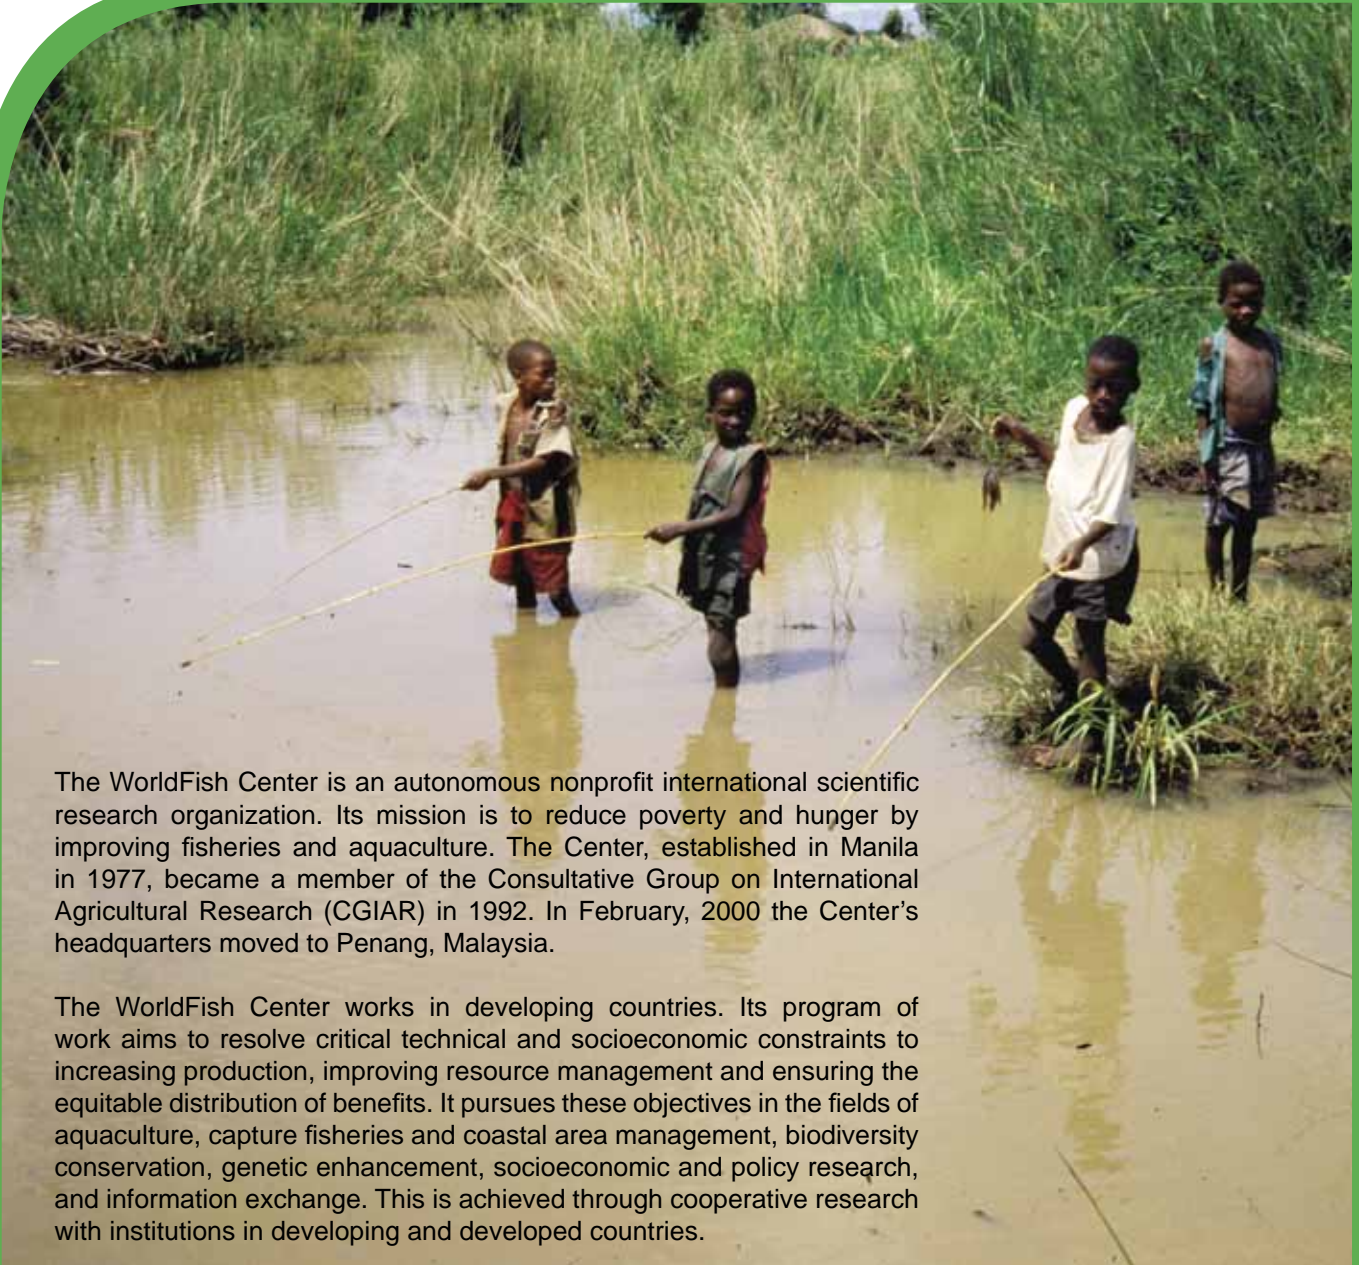 The WorldFish Center is an autonomous nonprofit international scientific
research organization. Its mission is to reduce poverty and hunger by
improving fisheries and aquaculture. The Center, established in Manila
in 1977, became a member of the Consultative Group on International
Agricultural Research (CGIAR) in 1992. In February, 2000 the Center's
headquarters moved to Penang, Malaysia.
The WorldFish Center works in developing countries. Its program of
work aims to resolve critical technical and socioeconomic constraints to
increasing production, improving resource management and ensuring the
equitable distribution of benefits. It pursues these objectives in the fields of
aquaculture, capture fisheries and coastal area management, biodiversity
conservation, genetic enhancement, socioeconomic and policy research,
and information exchange. This is achieved through cooperative research
with institutions in developing and developed countries.